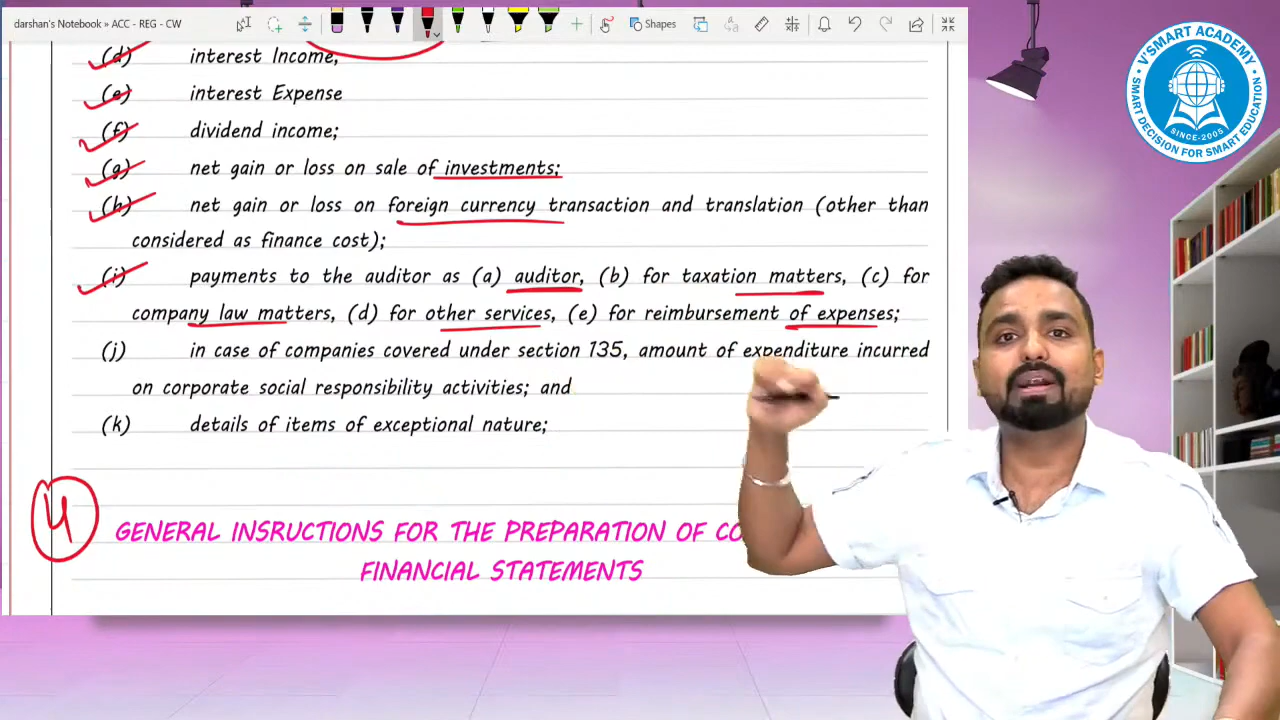 darshan's Notebook » ACC - REG - CW
Shapes
(d) interest Income;
(e) interest Expense
(f) dividend income;
(g) net gain or loss on sale of investments;
(h) net gain or loss on foreign currency transaction and translation (other than
considered as finance cost);
(i) payments to the auditor as (a) auditor, (b) for taxation matters, (c) for
company law matters, (d) for other services, (e) for reimbursement of expenses;
(j) in case of companies covered under section 135, amount of expenditure incurred
on corporate social responsibility activities; and
(k) details of items of exceptional nature;
4
GENERAL INSRUCTIONS FOR THE PREPARATION OF
FINANCIAL STATEMENTS
V'SMART ACADEMY
SINCE-2005
SMART DECISION FOR SMART EDUCATION